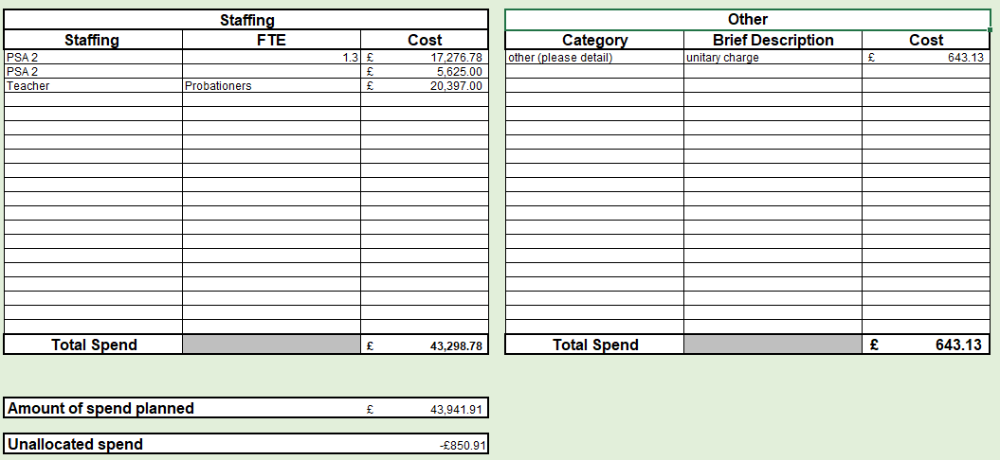 Staffing
Staffing FTE Cost
PSA 2 1.3 £ 17,276.78
PSA 2 £ 5,625.00
Teacher Probationers £ 20,397.00
Total Spend £ 43,298.78
Other
Category Brief Description Cost
other (please detail) unitary charge £ 643.13
Total Spend £ 643.13
Amount of spend planned £ 43,941.91
Unallocated spend -£850.91